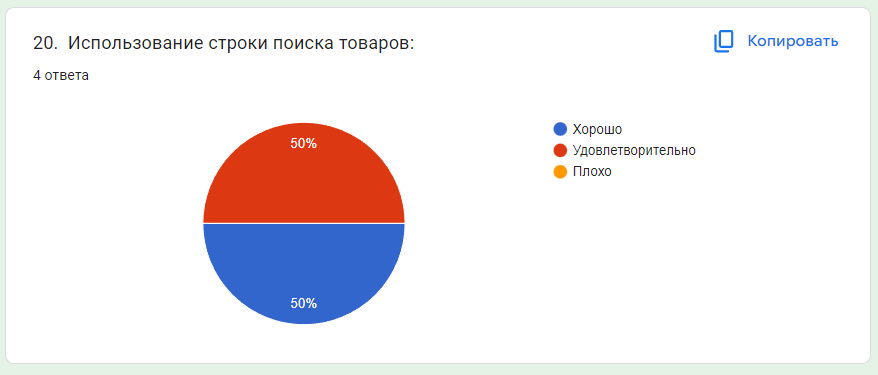 20. Использование строки поиска товаров:
Копировать
4 ответа
50%
50%
Хорошо
Удовлетворительно
Плохо